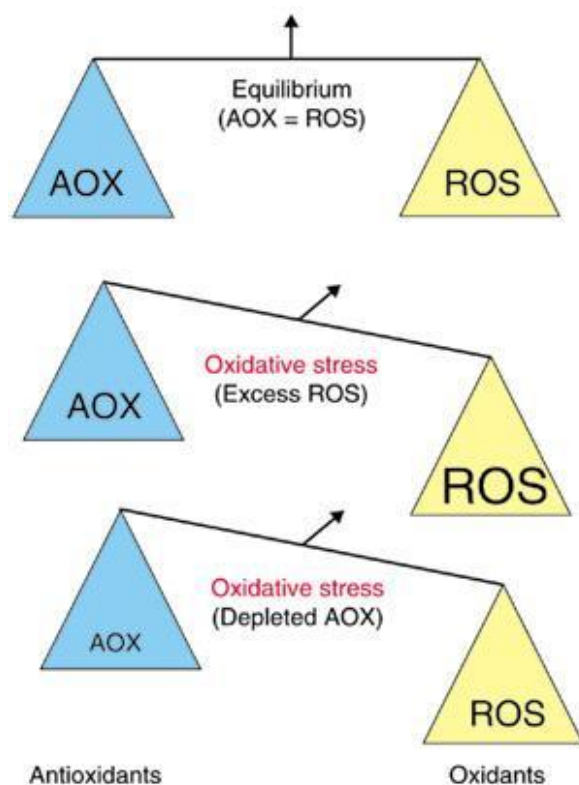 Equilibrium
(AOX = ROS)
AOX
ROS
Oxidative stress
(Excess ROS)
AOX
ROS
Oxidative stress
(Depleted AOX)
AOX
ROS
Antioxidants
Oxidants